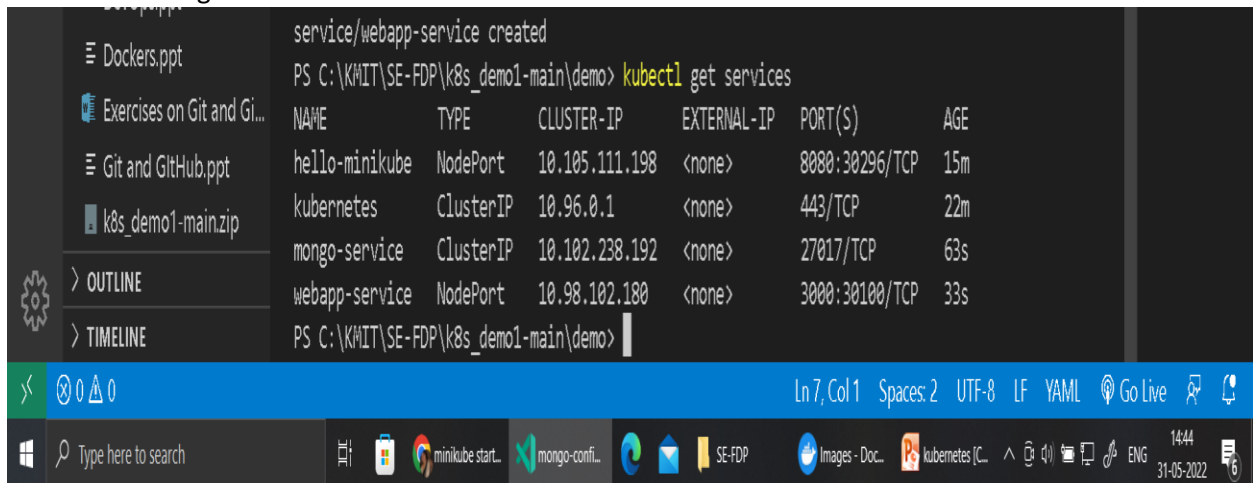 service/webapp-service created
Dockers.ppt
PS C:\KMIT\SE-FDP\k8s_demo1-main\demo> kubectl get services
Exercises on Git and Gi...
NAME TYPE CLUSTER-IP EXTERNAL-IP PORT(S) AGE
Git and GItHub.ppt
hello-minikube NodePort 10.105.111.198 <none> 8080:30296/TCP 15m
k8s_demo1-main.zip
kubernetes ClusterIP 10.96.0.1 <none> 443/TCP 22m
mongo-service ClusterIP 10.102.238.192 <none> 27017/TCP 63s
> OUTLINE
webapp-service NodePort 10.98.102.180 <none> 3000:30100/TCP 33s
> TIMELINE
PS C:\KMIT\SE-FDP\k8s_demo1-main\demo>
0 0 Ln 7, Col 1 Spaces: 2 UTF-8 LF YAML Go Live
Type here to search minikube start... mongo-confi... SE-FDP Images - Doc... kubernetes [C... ENG 14:44
31-05-2022 6